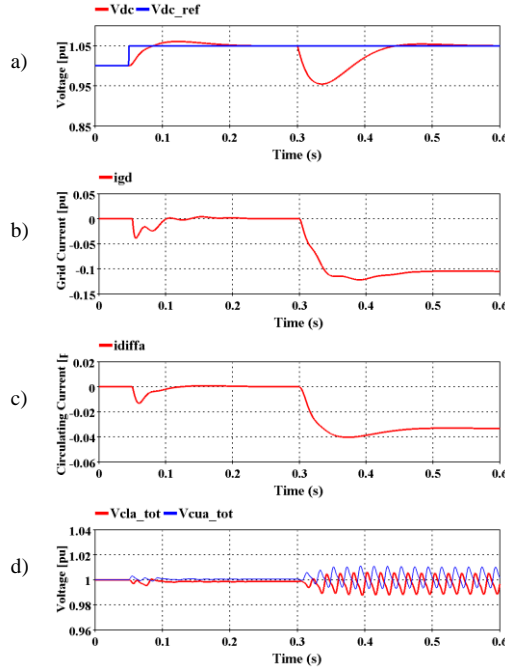 Vdc Vdc_ref
a)
Voltage [pu]
1.05
0.95
0.85
0 0.1 0.2 0.3 0.4 0.5 0.6
Time (s)
igd
b)
Grid Current [pu]
0.05
0
-0.05
-0.1
-0.15
0 0.1 0.2 0.3 0.4 0.5 0.6
Time (s)
idiffa
c)
Circulating Current [p
0.02
0
-0.02
-0.04
-0.06
0 0.1 0.2 0.3 0.4 0.5 0.6
Time (s)
Vcla_tot Vcua_tot
d)
Voltage [pu]
1.04
1.02
1
0.98
0.96
0 0.1 0.2 0.3 0.4 0.5 0.6
Time (s)